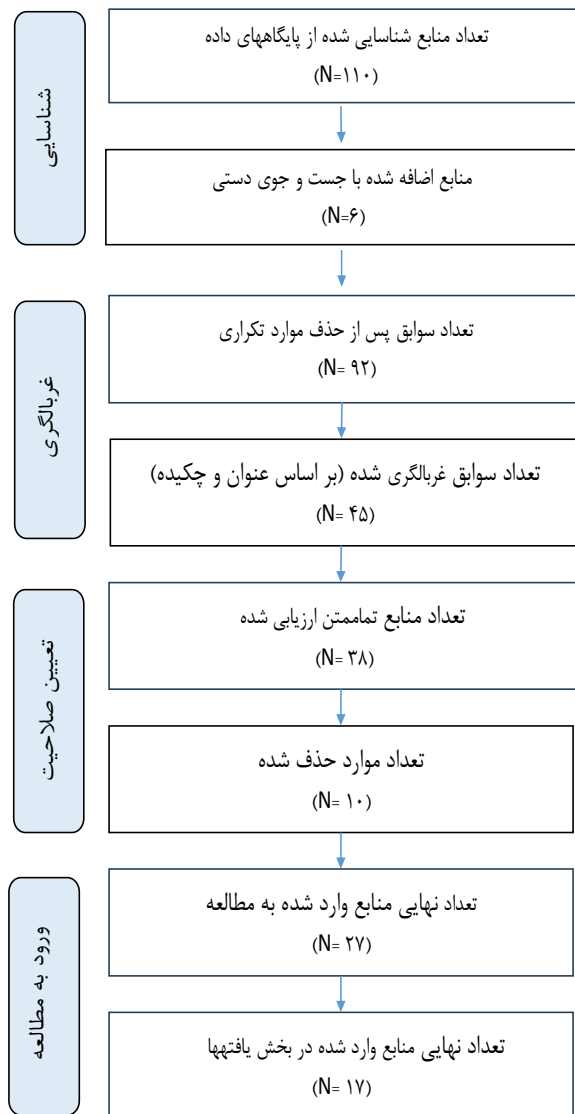 شناسایی
تعداد منابع شناسایی شده از پایگاههای داده
(N=۱۱۰)
منابع اضافه شده با جست و جوی دستی
(N=۶)
غربالگری
تعداد سوابق پس از حذف موارد تکراری
(N= ۹۲)
تعداد سوابق غربالگری شده (بر اساس عنوان و چکیده)
(N= ۴۵)
تعیین صلاحیت
تعداد منابع تماممتن ارزیابی شده
(N= ۳۸)
تعداد موارد حذف شده
(N= ۱۰)
ورود به مطالعه
تعداد نهایی منابع وارد شده به مطالعه
(N= ۲۷)
تعداد نهایی منابع وارد شده در بخش یافتهها
(N= ۱۷)